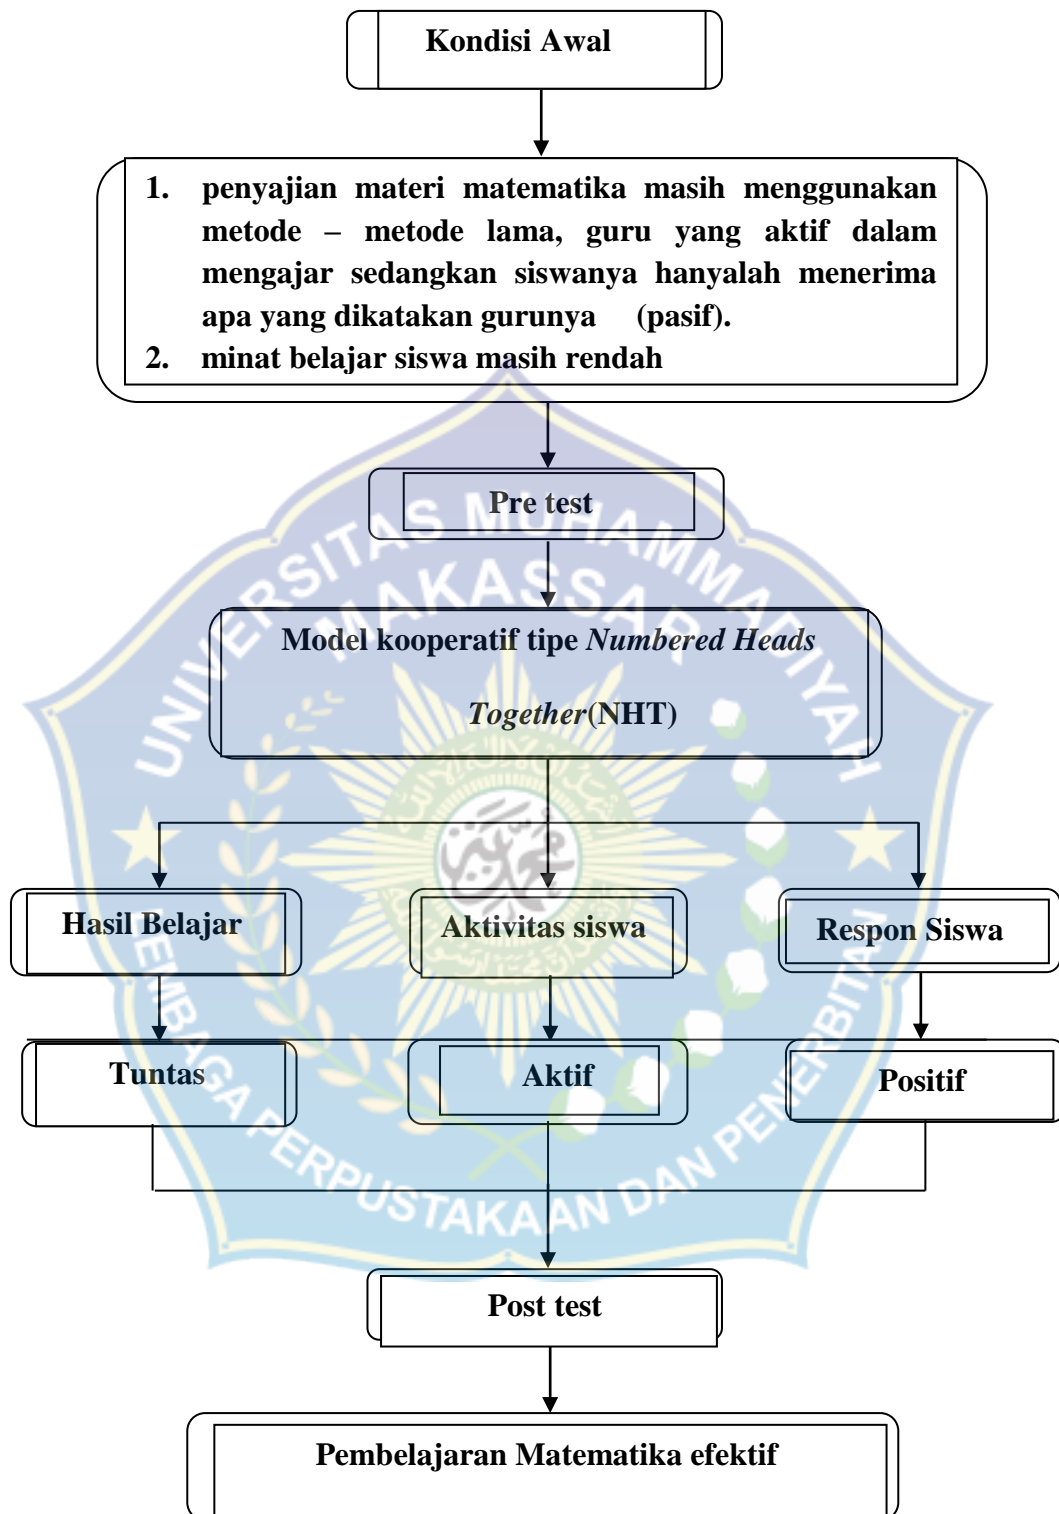 Kondisi Awal
1. penyajian materi matematika masih menggunakan
metode – metode lama, guru yang aktif dalam
mengajar sedangkan siswanya hanyalah menerima
apa yang dikatakan gurunya (pasif).
2. minat belajar siswa masih rendah
Pre test
UNIVERSITAS MUHAMMADIYAH
MAKASSAR
Model kooperatif tipe Numbered Heads
Together(NHT)
Hasil Belajar
Aktivitas siswa
Respon Siswa
Tuntas
Aktif
Positif
LEMBAGA PERPUSTAKAAN DAN PENERBITAN
Post test
Pembelajaran Matematika efektif